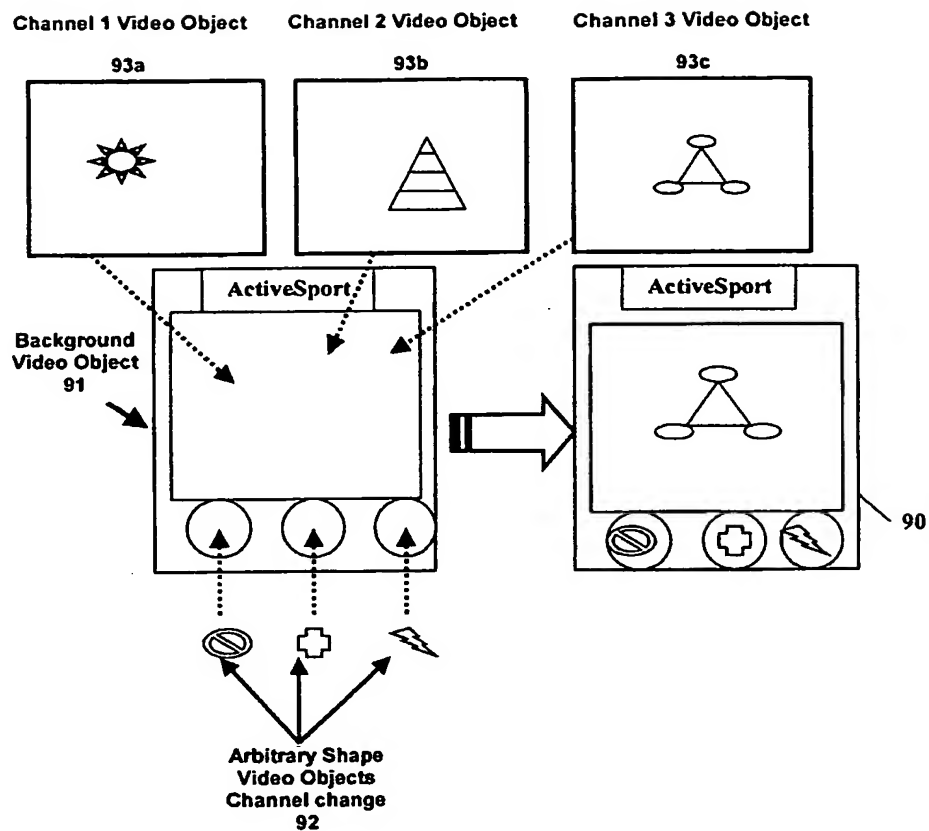 Channel 1 Video Object
Channel 2 Video Object
Channel 3 Video Object
93a
93b
93c
ActiveSport
ActiveSport
Background
Video Object
91
90
Arbitrary Shape
Video Objects
Channel change
92